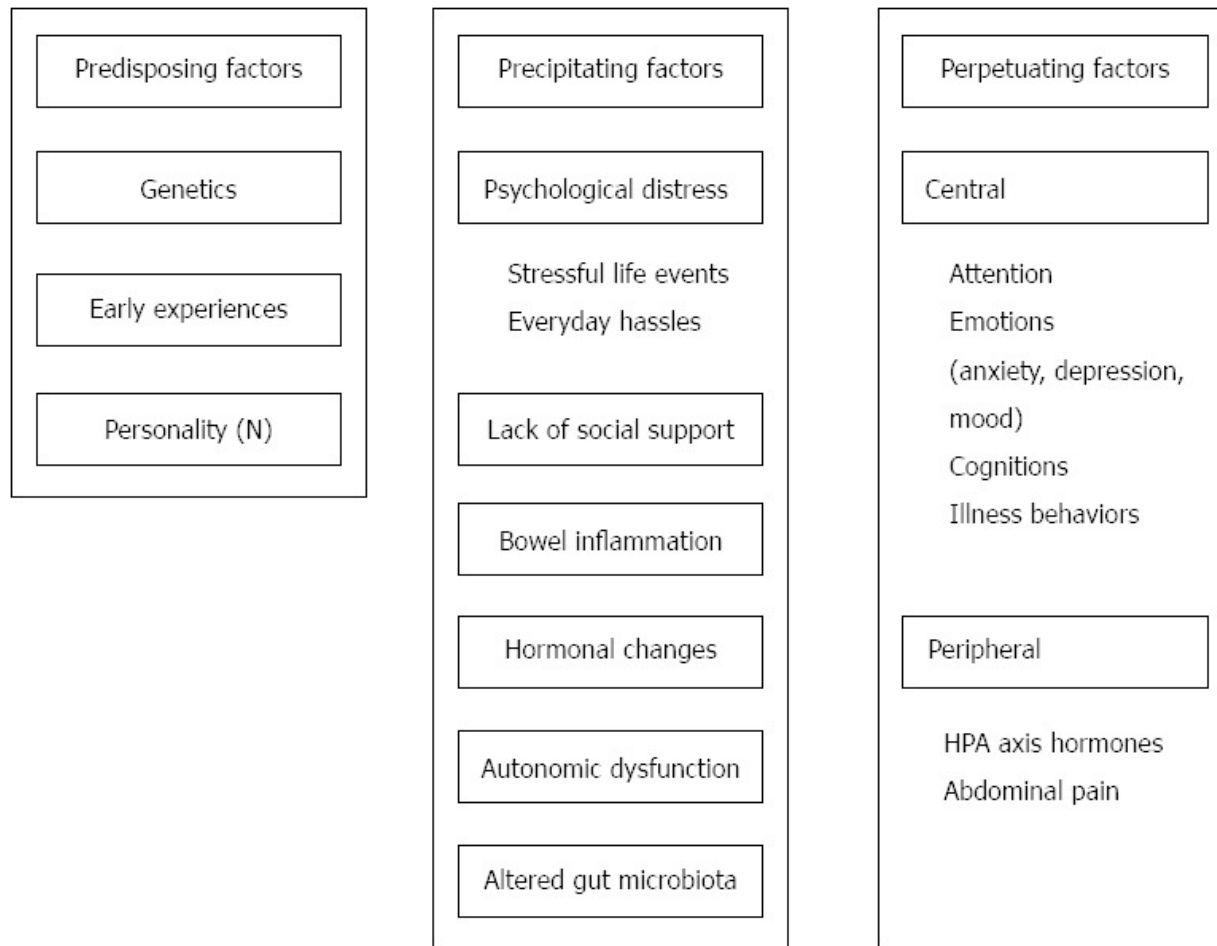 Predisposing factors
Genetics
Early experiences
Personality (N)
Precipitating factors
Psychological distress
Stressful life events
Everyday hassles
Lack of social support
Bowel inflammation
Hormonal changes
Autonomic dysfunction
Altered gut microbiota
Perpetuating factors
Central
Attention
Emotions
(anxiety, depression,
mood)
Cognitions
Illness behaviors
Peripheral
HPA axis hormones
Abdominal pain